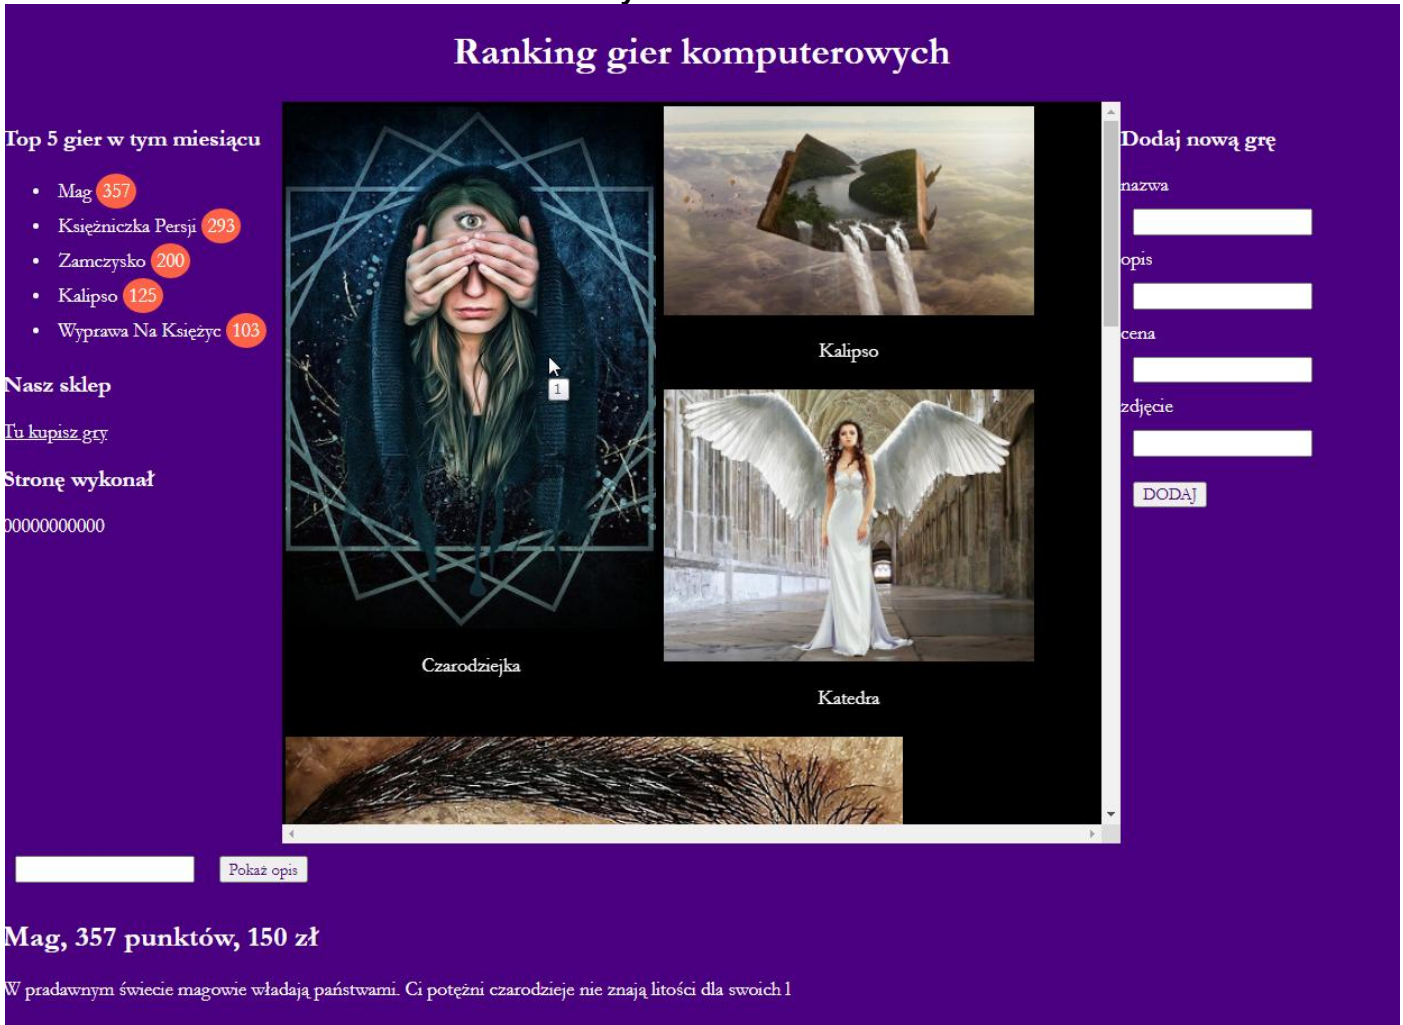 Ranking gier komputerowych
Top 5 gier w tym miesiącu
Mag 357
Księżniczka Persji 293
Zamczysko 200
Kalipso 125
Wyprawa Na Księżyc 103
Nasz sklep
Tu kupisz gry
Stronę wykonał
00000000000
1
Czarodziejka
Kalipso
Katedra
Dodaj nową grę
nazwa
opis
cena
zdjęcie
DODAJ
Pokaż opis
Mag, 357 punktów, 150 zł
W pradawnym świecie magowie władają państwami. Ci potężni czarodzieje nie znają litości dla swoich l